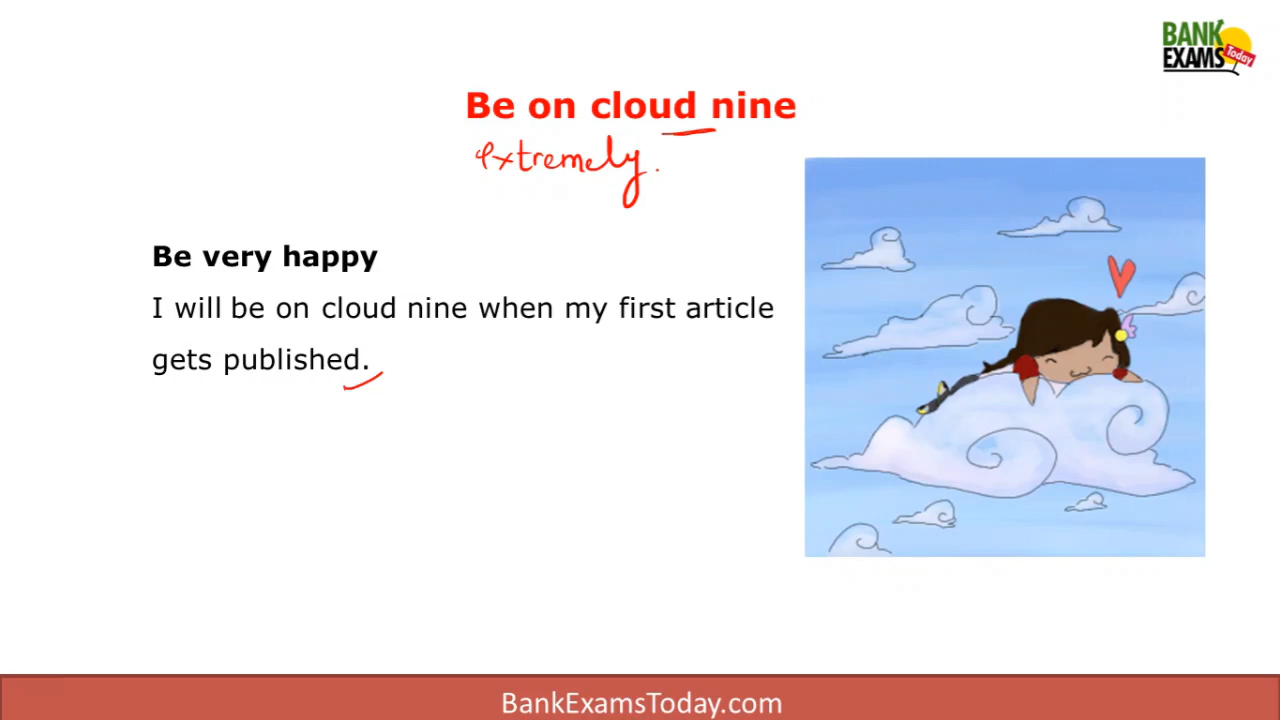 BANK
EXAMS
Today
Be on cloud nine
extremely.
Be very happy
I will be on cloud nine when my first article
gets published.
BankExamsToday.com